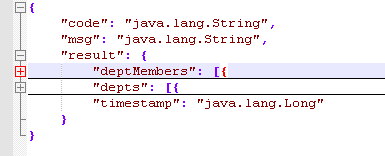 {
"code": "java.lang.String",
"msg": "java.lang.String",
"result": {
"deptMembers": [{
"depts": [{
"timestamp": "java.lang.Long"
}
}